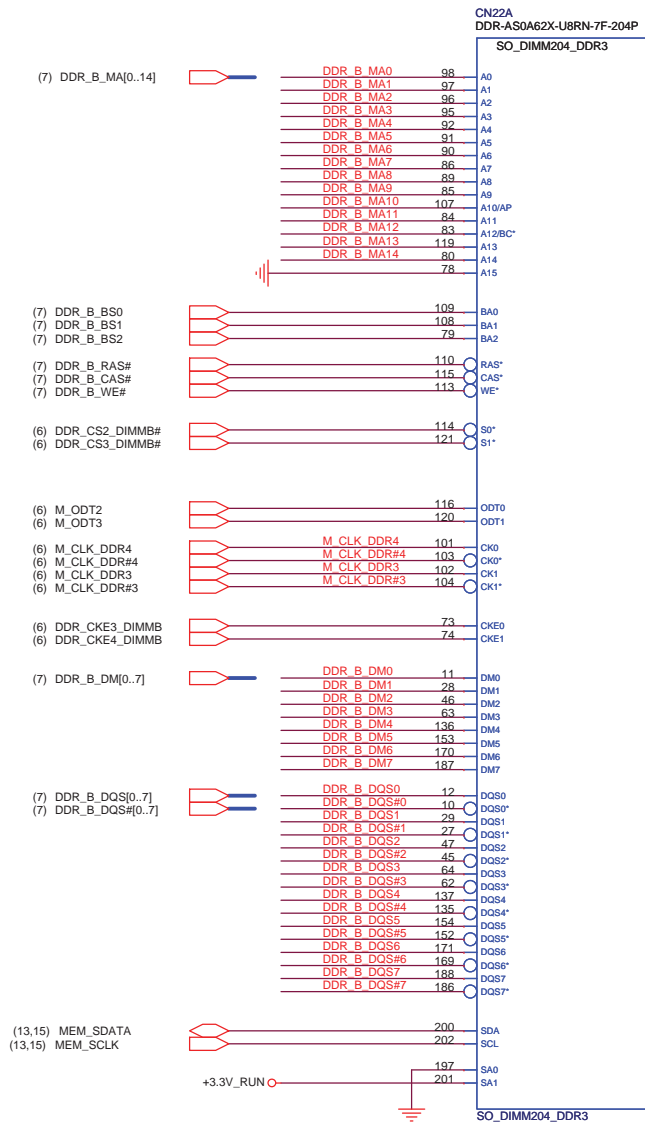 CN22A
DDR-AS0A62X-U8RN-7F-204P
SO_DIMM204_DDR3
(7) DDR_B_MA[0..14] DDR_B_MA0 98 A0
DDR_B_MA1 97 A1
DDR_B_MA2 96 A2
DDR_B_MA3 95 A3
DDR_B_MA4 92 A4
DDR_B_MA5 91 A5
DDR_B_MA6 90 A6
DDR_B_MA7 86 A7
DDR_B_MA8 89 A8
DDR_B_MA9 85 A9
DDR_B_MA10 107 A10/AP
DDR_B_MA11 84 A11
DDR_B_MA12 83 A12/BC*
DDR_B_MA13 119 A13
DDR_B_MA14 80 A14
78 A15
(7) DDR_B_BS0 109 BA0
(7) DDR_B_BS1 108 BA1
(7) DDR_B_BS2 79 BA2
(7) DDR_B_RAS# 110 RAS*
(7) DDR_B_CAS# 115 CAS*
(7) DDR_B_WE# 113 WE*
(6) DDR_CS2_DIMMB# 114 S0*
(6) DDR_CS3_DIMMB# 121 S1*
(6) M_ODT2 116 ODT0
(6) M_ODT3 120 ODT1
(6) M_CLK_DDR4 M_CLK_DDR4 101 CK0
(6) M_CLK_DDR#4 M_CLK_DDR#4 103 CK0*
(6) M_CLK_DDR3 M_CLK_DDR3 102 CK1
(6) M_CLK_DDR#3 M_CLK_DDR#3 104 CK1*
(6) DDR_CKE3_DIMMB 73 CKE0
(6) DDR_CKE4_DIMMB 74 CKE1
(7) DDR_B_DM[0..7] DDR_B_DM0 11 DM0
DDR_B_DM1 28 DM1
DDR_B_DM2 46 DM2
DDR_B_DM3 63 DM3
DDR_B_DM4 136 DM4
DDR_B_DM5 153 DM5
DDR_B_DM6 170 DM6
DDR_B_DM7 187 DM7
(7) DDR_B_DQS[0..7] DDR_B_DQS0 12 DQS0
(7) DDR_B_DQS#[0..7] DDR_B_DQS#0 10 DQS0*
DDR_B_DQS1 29 DQS1
DDR_B_DQS#1 27 DQS1*
DDR_B_DQS2 47 DQS2
DDR_B_DQS#2 45 DQS2*
DDR_B_DQS3 64 DQS3
DDR_B_DQS#3 62 DQS3*
DDR_B_DQS4 137 DQS4
DDR_B_DQS#4 135 DQS4*
DDR_B_DQS5 154 DQS5
DDR_B_DQS#5 152 DQS5*
DDR_B_DQS6 171 DQS6
DDR_B_DQS#6 169 DQS6*
DDR_B_DQS7 188 DQS7
DDR_B_DQS#7 186 DQS7*
(13,15) MEM_SDATA 200 SDA
(13,15) MEM_SCLK 202 SCL
197 SA0
+3.3V_RUN 201 SA1
SO_DIMM204_DDR3